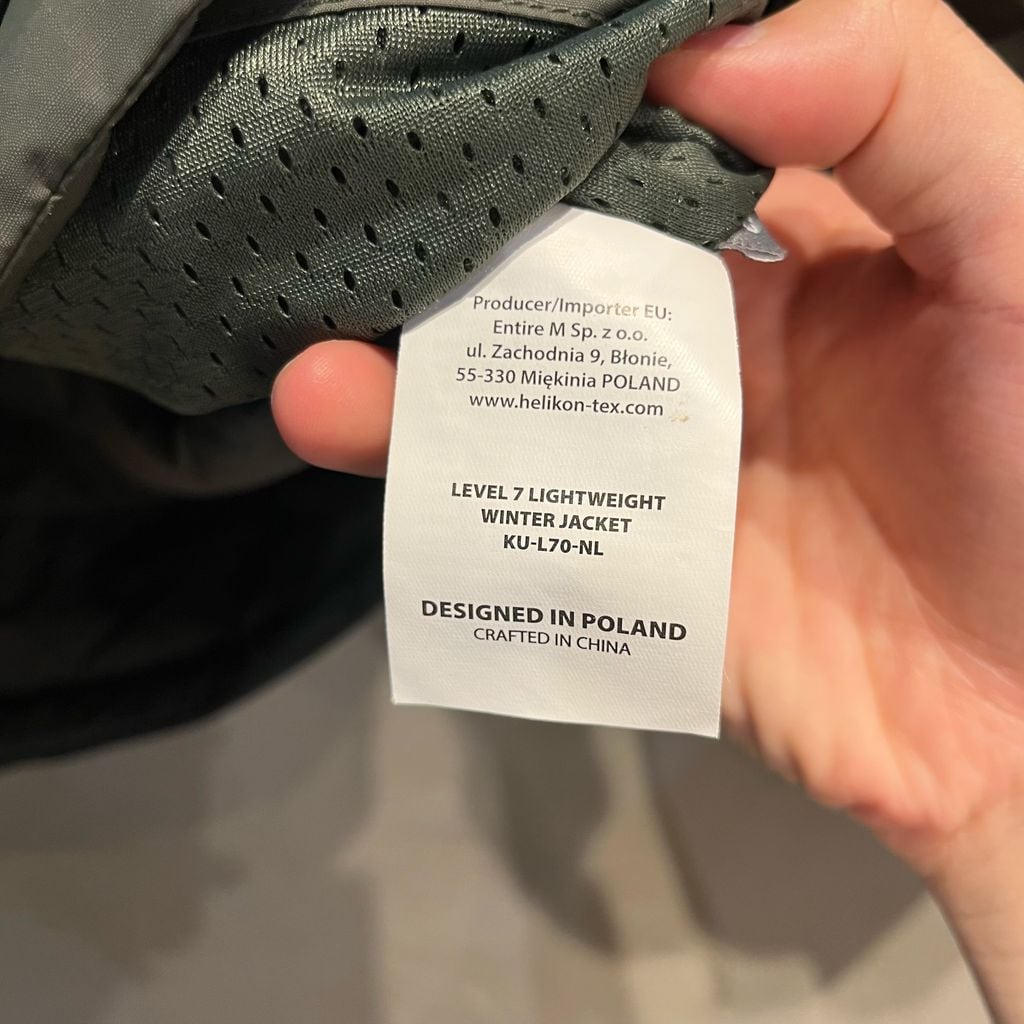 Producer/Importer EU:
Entire M Sp. z o.o.
ul. Zachodnia 9, Błonie,
55-330 Miękinia POLAND
www.helikon-tex.com
LEVEL 7 LIGHTWEIGHT
WINTER JACKET
KU-L70-NL
DESIGNED IN POLAND
CRAFTED IN CHINA